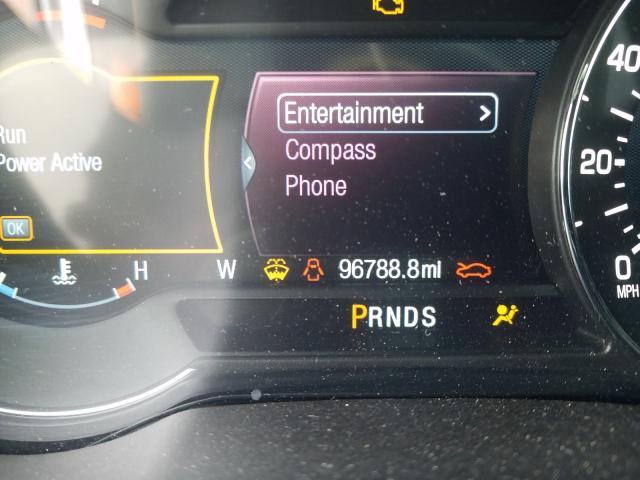 Run
Power Active
OK
Entertainment >
Compass
Phone
H
W
96788.8mi
PRNDS
40
20
0
MPH